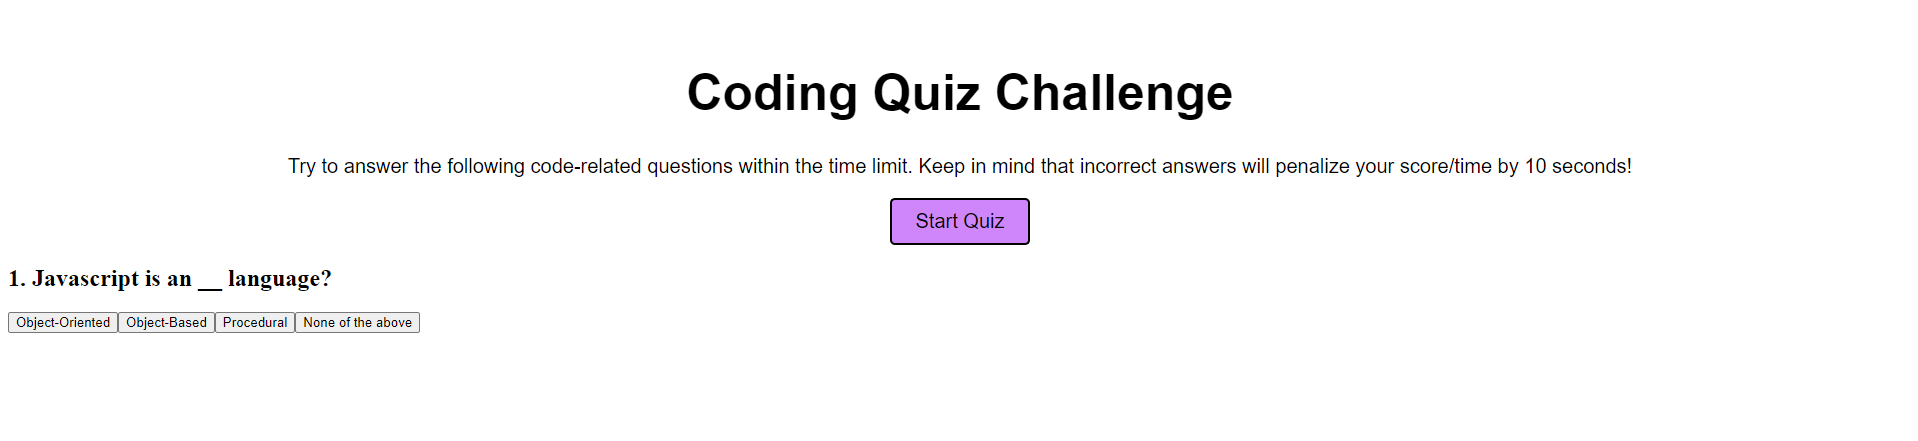 Coding Quiz Challenge
Try to answer the following code-related questions within the time limit. Keep in mind that incorrect answers will penalize your score/time by 10 seconds!
Start Quiz
1. Javascript is an __ language?
Object-Oriented Object-Based Procedural None of the above